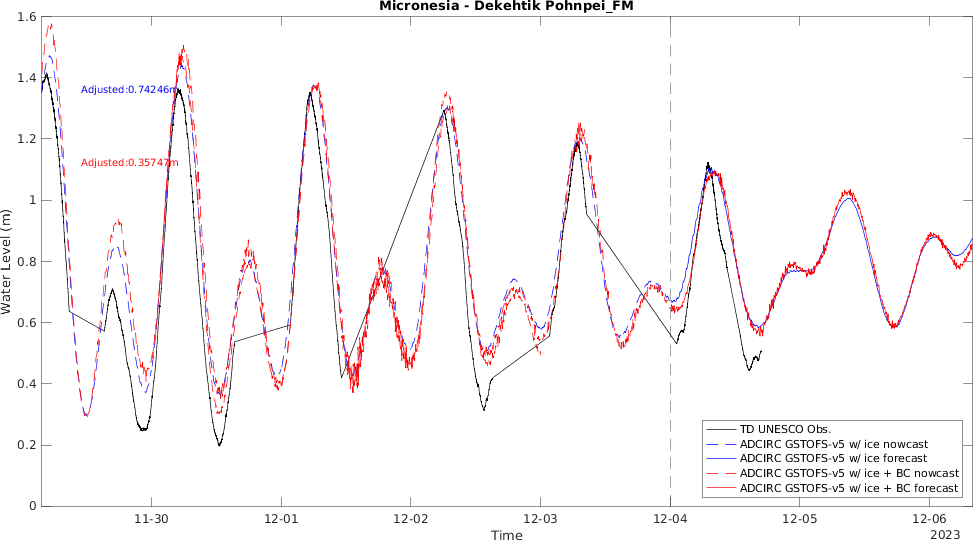 Micronesia - Dekehtik Pohnpei_FM
1.6
1.4
1.2
1
0.8
0.6
0.4
0.2
0
Water Level (m)
Adjusted:0.74246m
Adjusted:0.35747m
TD UNESCO Obs.
ADCIRC GSTOFS-v5 w/ ice nowcast
ADCIRC GSTOFS-v5 w/ ice forecast
ADCIRC GSTOFS-v5 w/ ice + BC nowcast
ADCIRC GSTOFS-v5 w/ ice + BC forecast
11-30
12-01
12-02
12-03
12-04
12-05
12-06
Time
2023